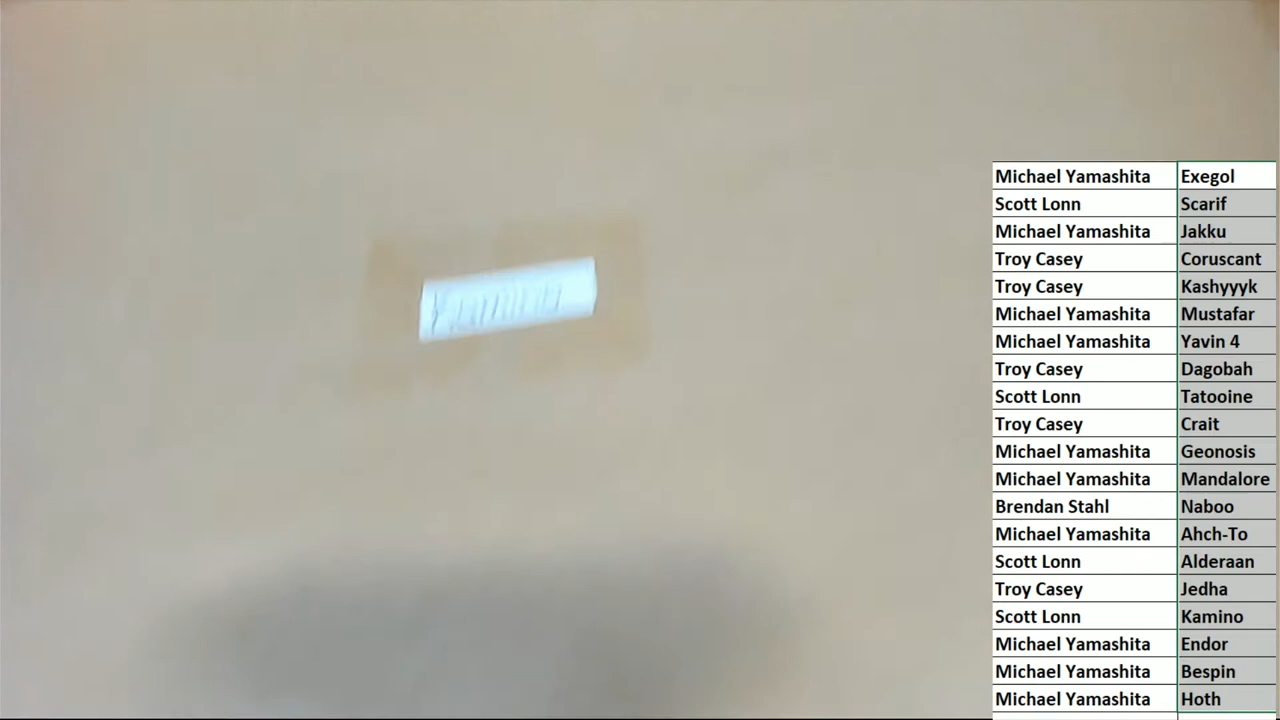 Michael Yamashita Exegol
Scott Lonn Scarif
Michael Yamashita Jakku
Troy Casey Coruscant
Troy Casey Kashyyyk
Michael Yamashita Mustafar
Michael Yamashita Yavin 4
Troy Casey Dagobah
Scott Lonn Tatooine
Troy Casey Crait
Michael Yamashita Geonosis
Michael Yamashita Mandalore
Brendan Stahl Naboo
Michael Yamashita Ahch-To
Scott Lonn Alderaan
Troy Casey Jedha
Scott Lonn Kamino
Michael Yamashita Endor
Michael Yamashita Bespin
Michael Yamashita Hoth